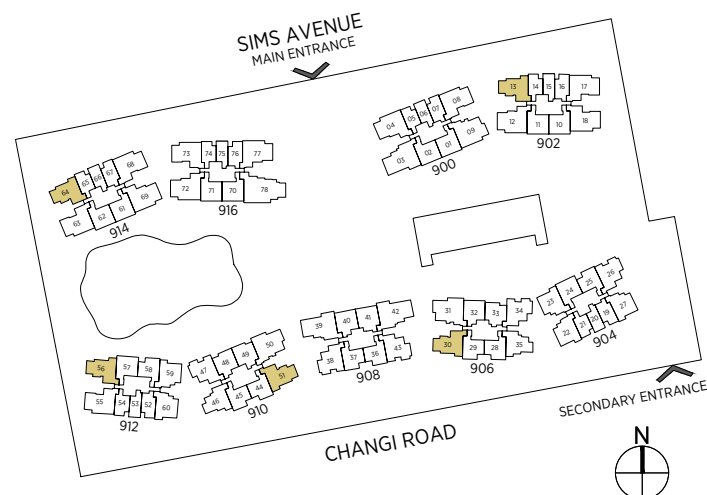 SIMS AVENUE
MAIN ENTRANCE
04 05 06 07 08
03 02 01 09
900
13 14 15 16 17
12 11 10 18
902
64 65 66 67 68
63 62 61 69
914
73 74 75 76 77
72 71 70 78
916
23 24 25 26
22 21 20 19 27
904
31 32 33 34
30 29 28 35
906
39 40 41 42
38 37 36 43
908
47 48 49 50
46 45 44 51
910
56 57 58 59
55 54 53 52 60
912
SECONDARY ENTRANCE
CHANGI ROAD
N